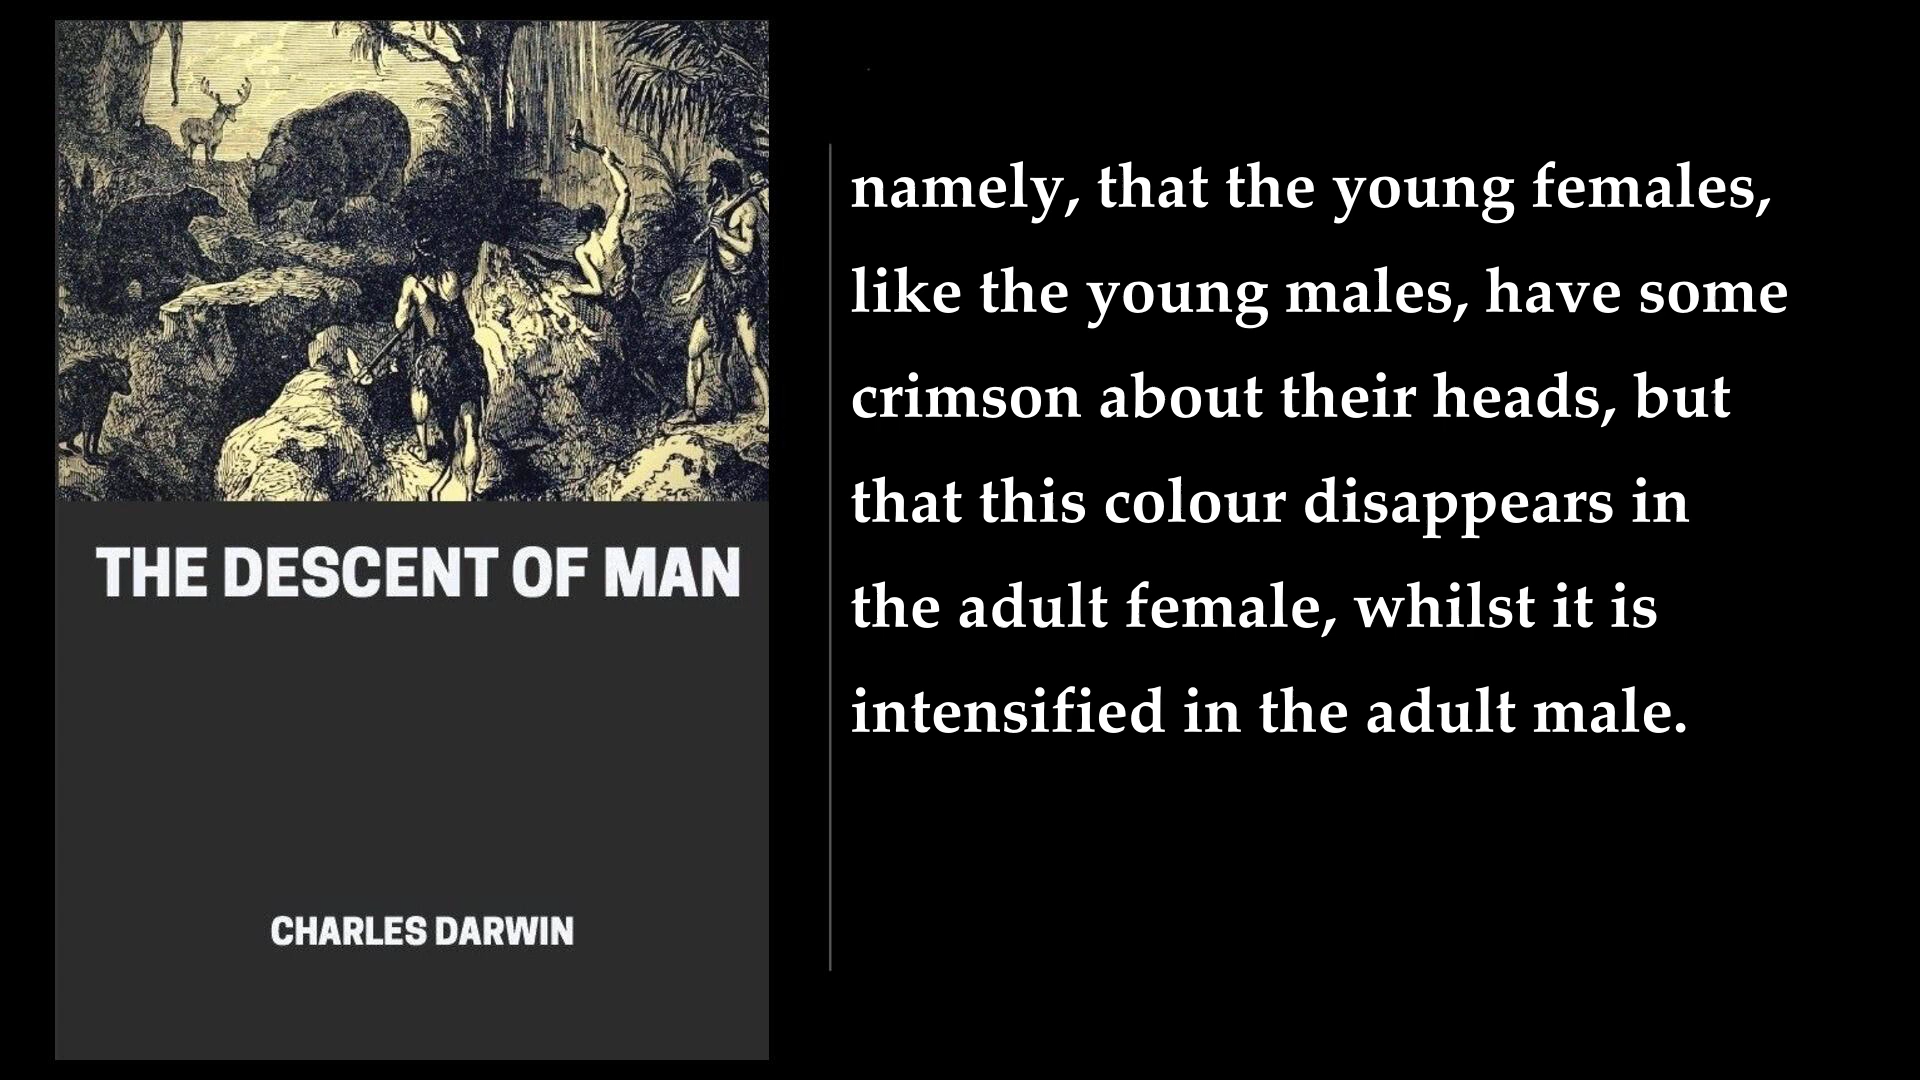 THE DESCENT OF MAN
CHARLES DARWIN
namely, that the young females,
like the young males, have some
crimson about their heads, but
that this colour disappears in
the adult female, whilst it is
intensified in the adult male.